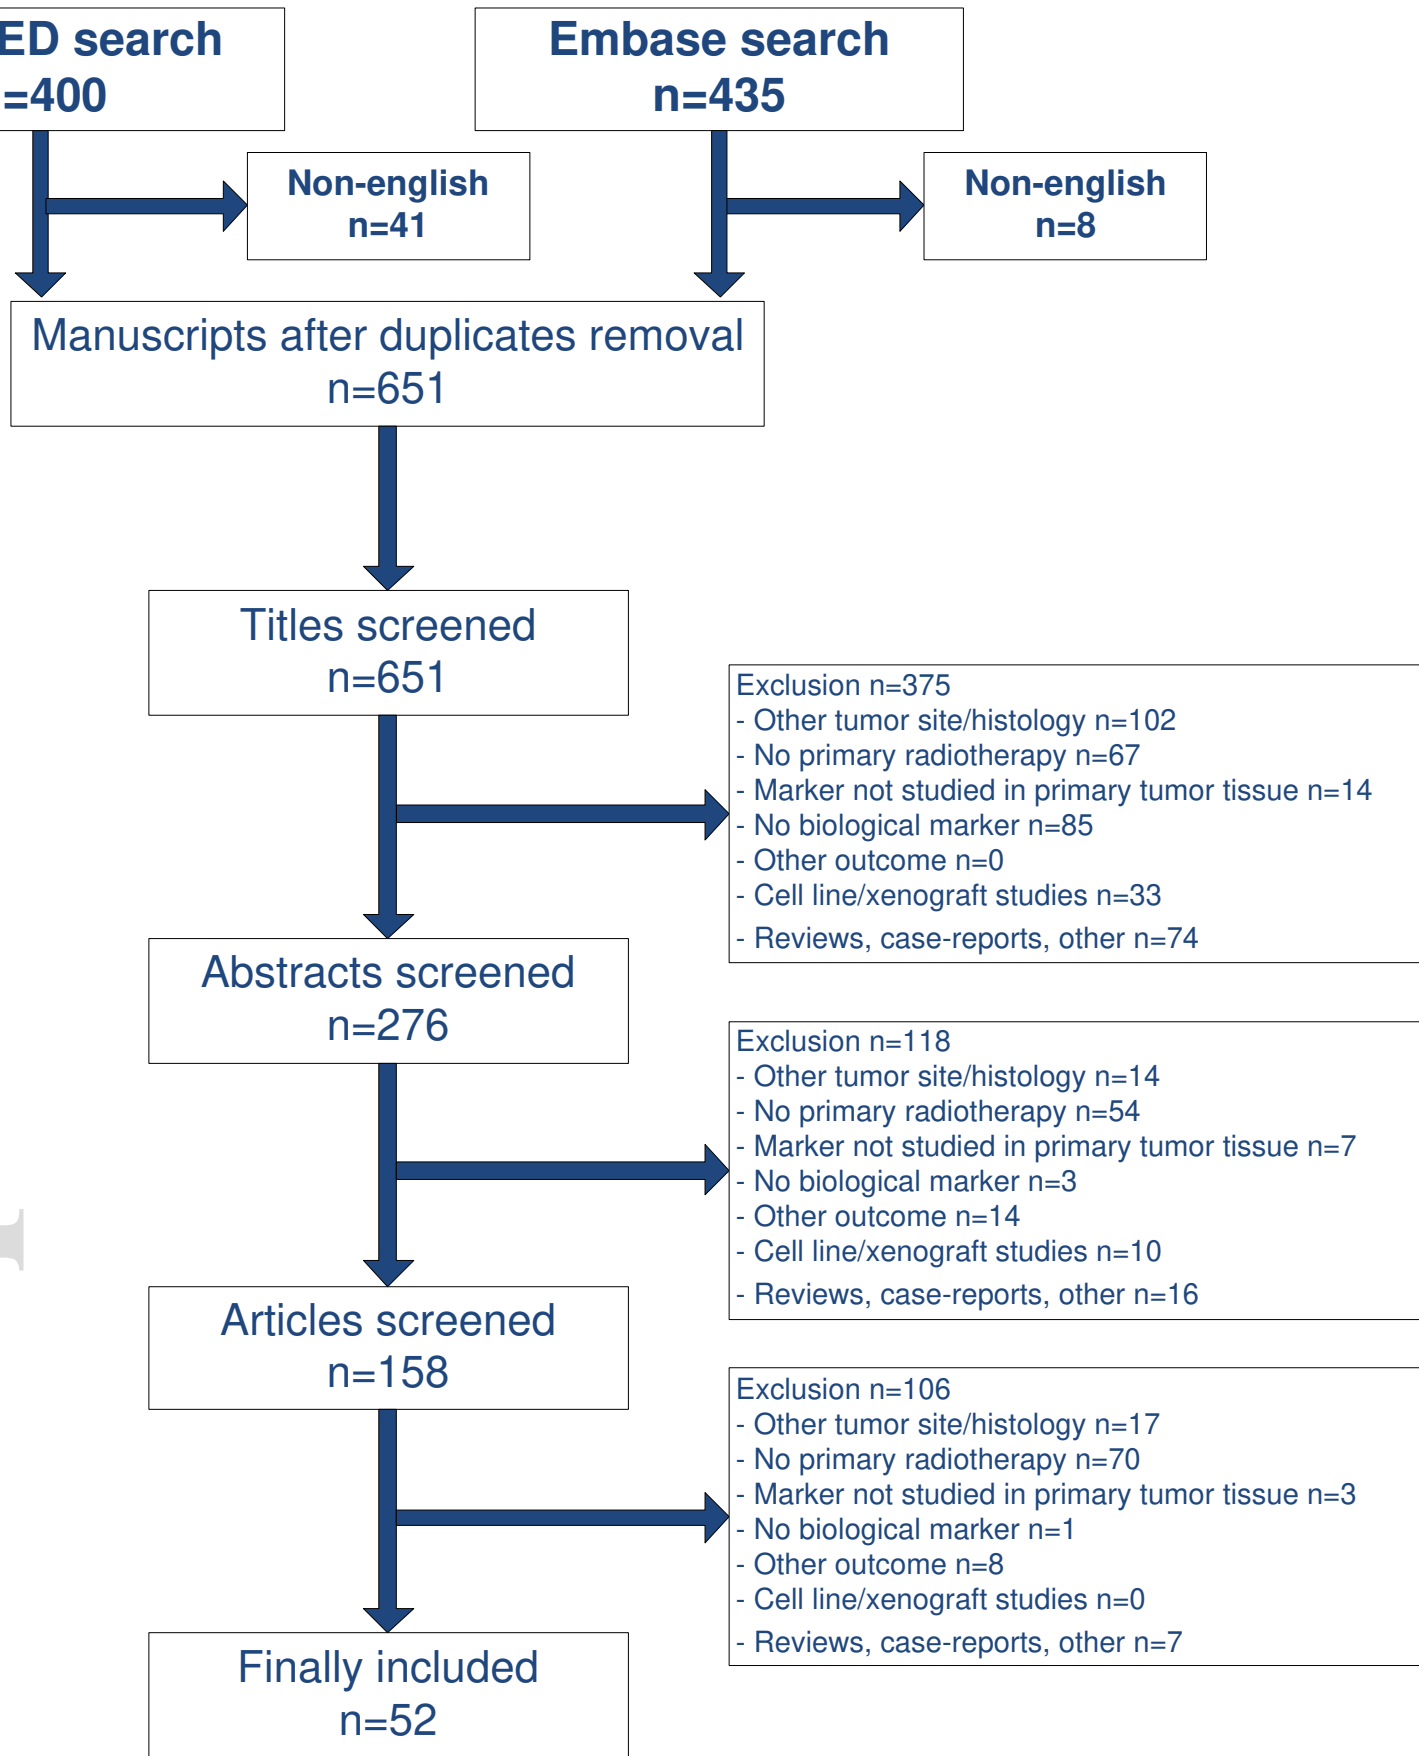 ED search
=400
Embase search
n=435
Non-english
n=41
Non-english
n=8
Manuscripts after duplicates removal
n=651
Titles screened
n=651
Exclusion n=375
- Other tumor site/histology n=102
- No primary radiotherapy n=67
- Marker not studied in primary tumor tissue n=14
- No biological marker n=85
- Other outcome n=0
- Cell line/xenograft studies n=33
- Reviews, case-reports, other n=74
Abstracts screened
n=276
Exclusion n=118
- Other tumor site/histology n=14
- No primary radiotherapy n=54
- Marker not studied in primary tumor tissue n=7
- No biological marker n=3
- Other outcome n=14
- Cell line/xenograft studies n=10
- Reviews, case-reports, other n=16
Articles screened
n=158
Exclusion n=106
- Other tumor site/histology n=17
- No primary radiotherapy n=70
- Marker not studied in primary tumor tissue n=3
- No biological marker n=1
- Other outcome n=8
- Cell line/xenograft studies n=0
- Reviews, case-reports, other n=7
Finally included
n=52